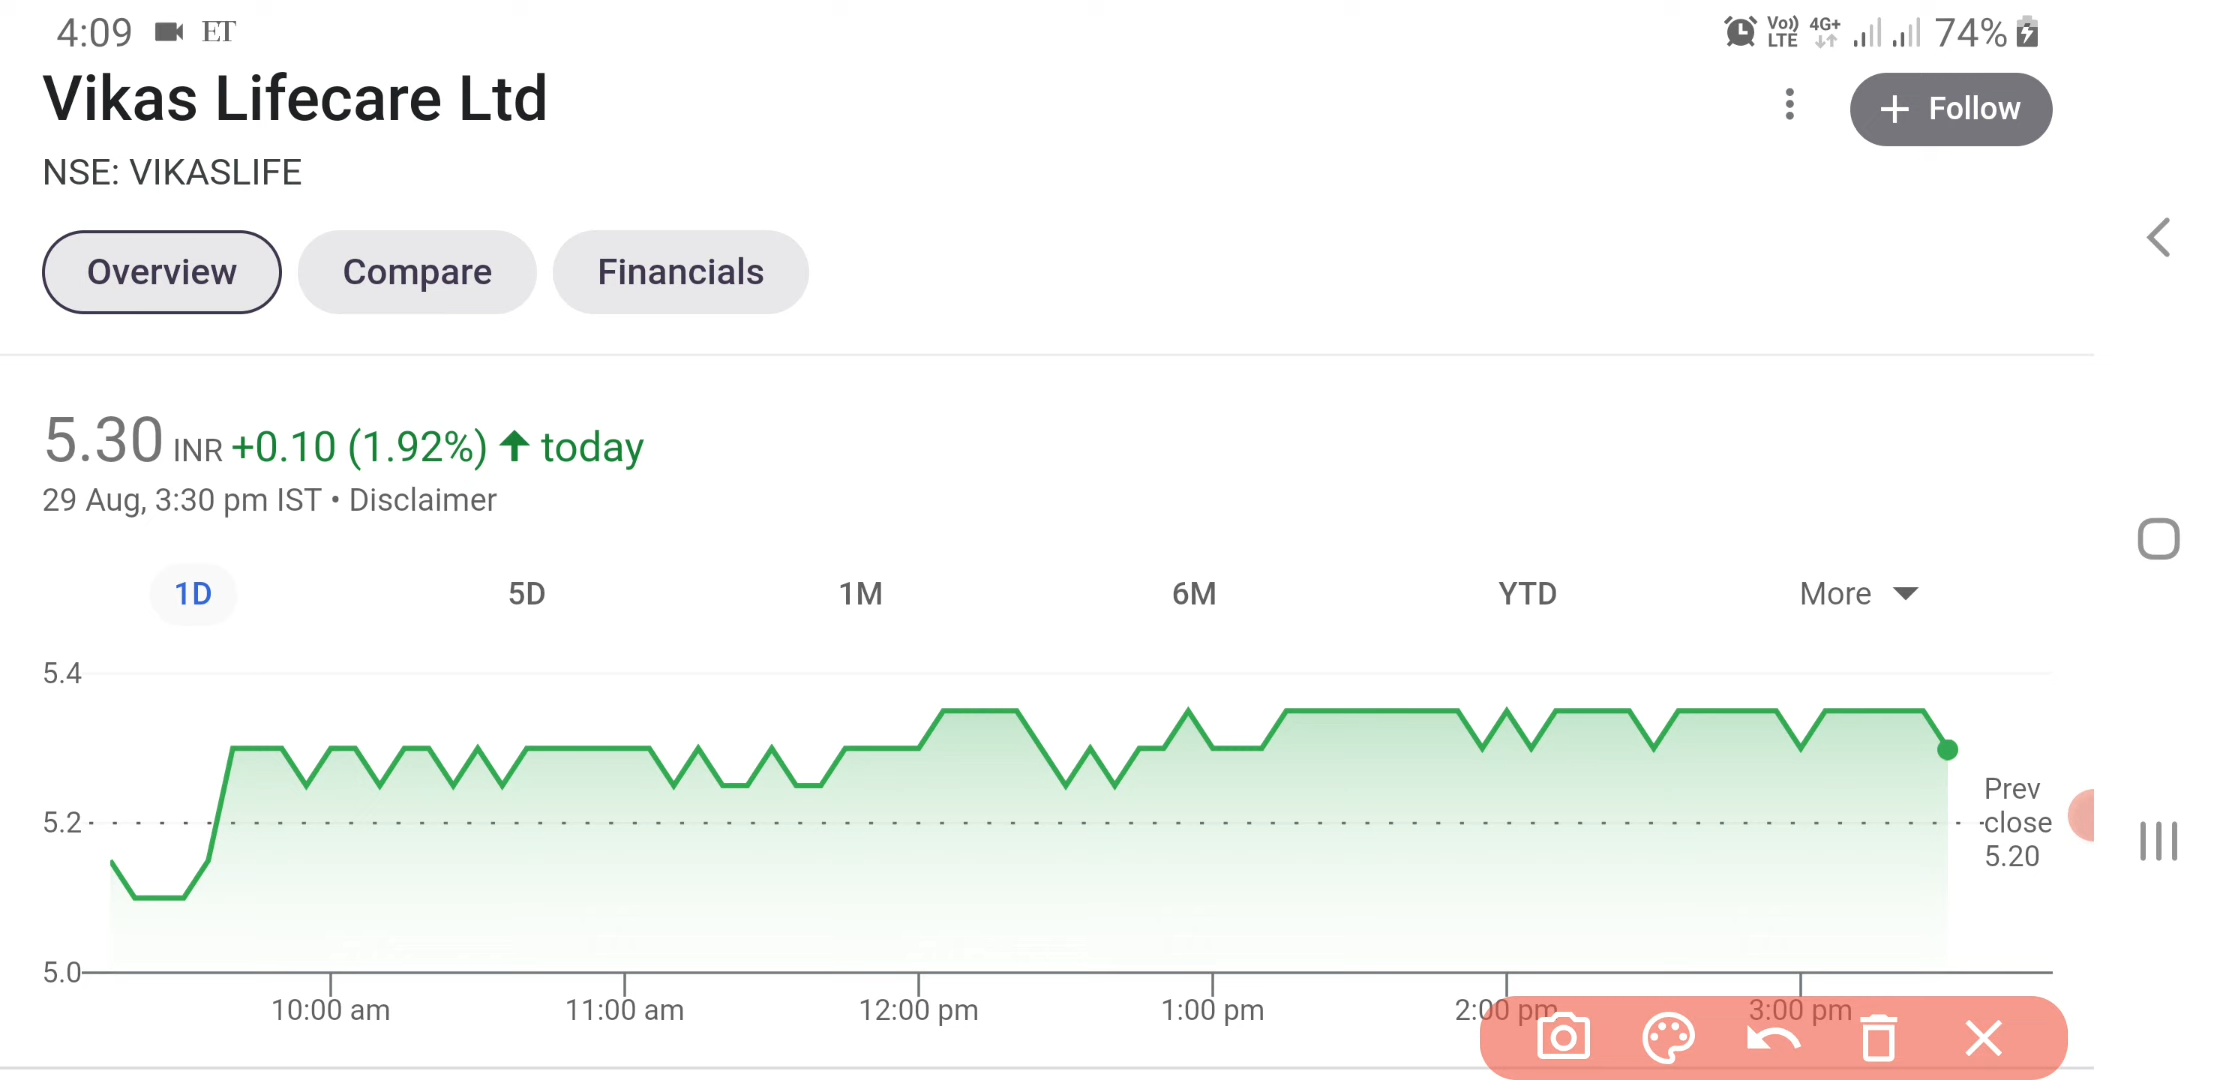 4:09 ET Vo)) LTE 4G+ 74%
Vikas Lifecare Ltd
+ Follow
NSE: VIKASLIFE
Overview Compare Financials
5.30 INR +0.10 (1.92%) ↑ today
29 Aug, 3:30 pm IST • Disclaimer
1D 5D 1M 6M YTD More
5.4
5.2
5.0
Prev
close
5.20
10:00 am 11:00 am 12:00 pm 1:00 pm 2:00 pm 3:00 pm